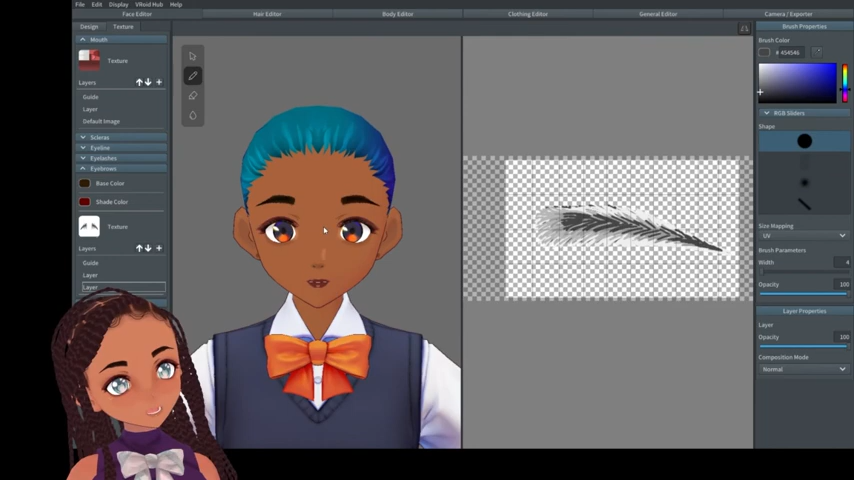 File Edit Display VRoid Hub Help
Face Editor Hair Editor Body Editor Clothing Editor General Editor Camera / Exporter
Design Texture
Mouth
Texture
Layers
Guide
Layer
Default Image
Scleras
Eyeline
Eyelashes
Eyebrows
Base Color
Shade Color
Texture
Layers
Guide
Layer
Layer
Brush Properties
Brush Color
# 454546
RGB Sliders
Shape
Size Mapping
UV
Brush Parameters
Width 4
Opacity 100
Layer Properties
Layer
Opacity 100
Composition Mode
Normal